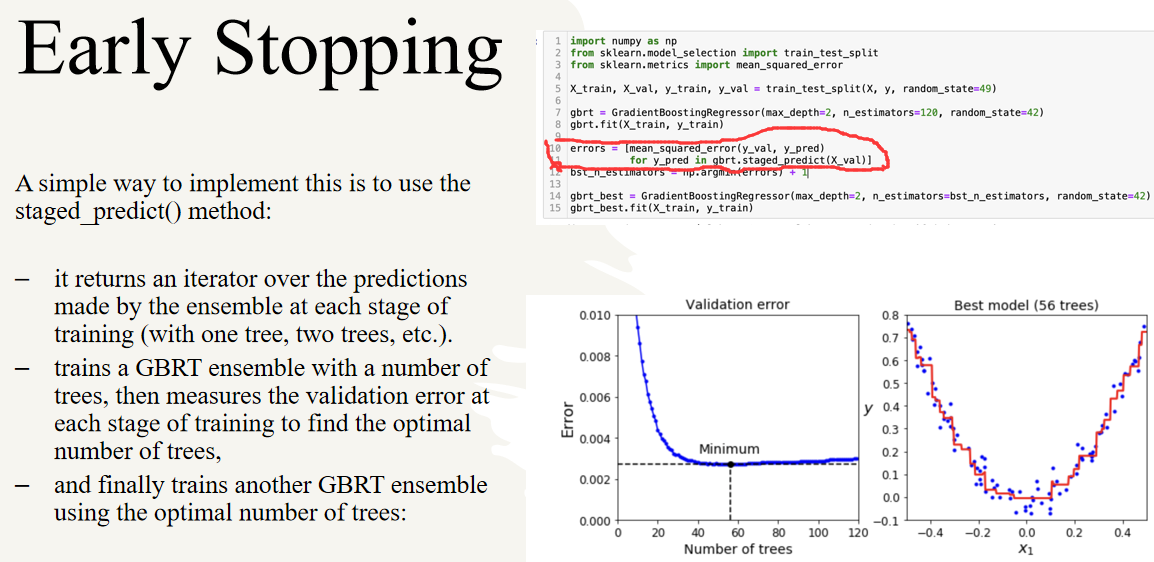 Early Stopping
A simple way to implement this is to use the
staged_predict() method:
– it returns an iterator over the predictions
made by the ensemble at each stage of
training (with one tree, two trees, etc.).
– trains a GBRT ensemble with a number of
trees, then measures the validation error at
each stage of training to find the optimal
number of trees,
– and finally trains another GBRT ensemble
using the optimal number of trees:
1 import numpy as np
2 from sklearn.model_selection import train_test_split
3 from sklearn.metrics import mean_squared_error
4
5 X_train, X_val, y_train, y_val = train_test_split(X, y, random_state=49)
6
7 gbrt = GradientBoostingRegressor(max_depth=2, n_estimators=120, random_state=42)
8 gbrt.fit(X_train, y_train)
9
10 errors = [mean_squared_error(y_val, y_pred)
11 for y_pred in gbrt.staged_predict(X_val)]
12 bst_n_estimators = np.argmin(errors) + 1
13
14 gbrt_best = GradientBoostingRegressor(max_depth=2, n_estimators=bst_n_estimators, random_state=42)
15 gbrt_best.fit(X_train, y_train)
Validation error
0.010
0.008
0.006
0.004
0.002
0.000
Error
Minimum
0 20 40 60 80 100 120
Number of trees
Best model (56 trees)
0.8
0.7
0.6
0.5
0.4
0.3
0.2
0.1
0.0
−0.1
y
−0.4 −0.2 0.0 0.2 0.4
x1